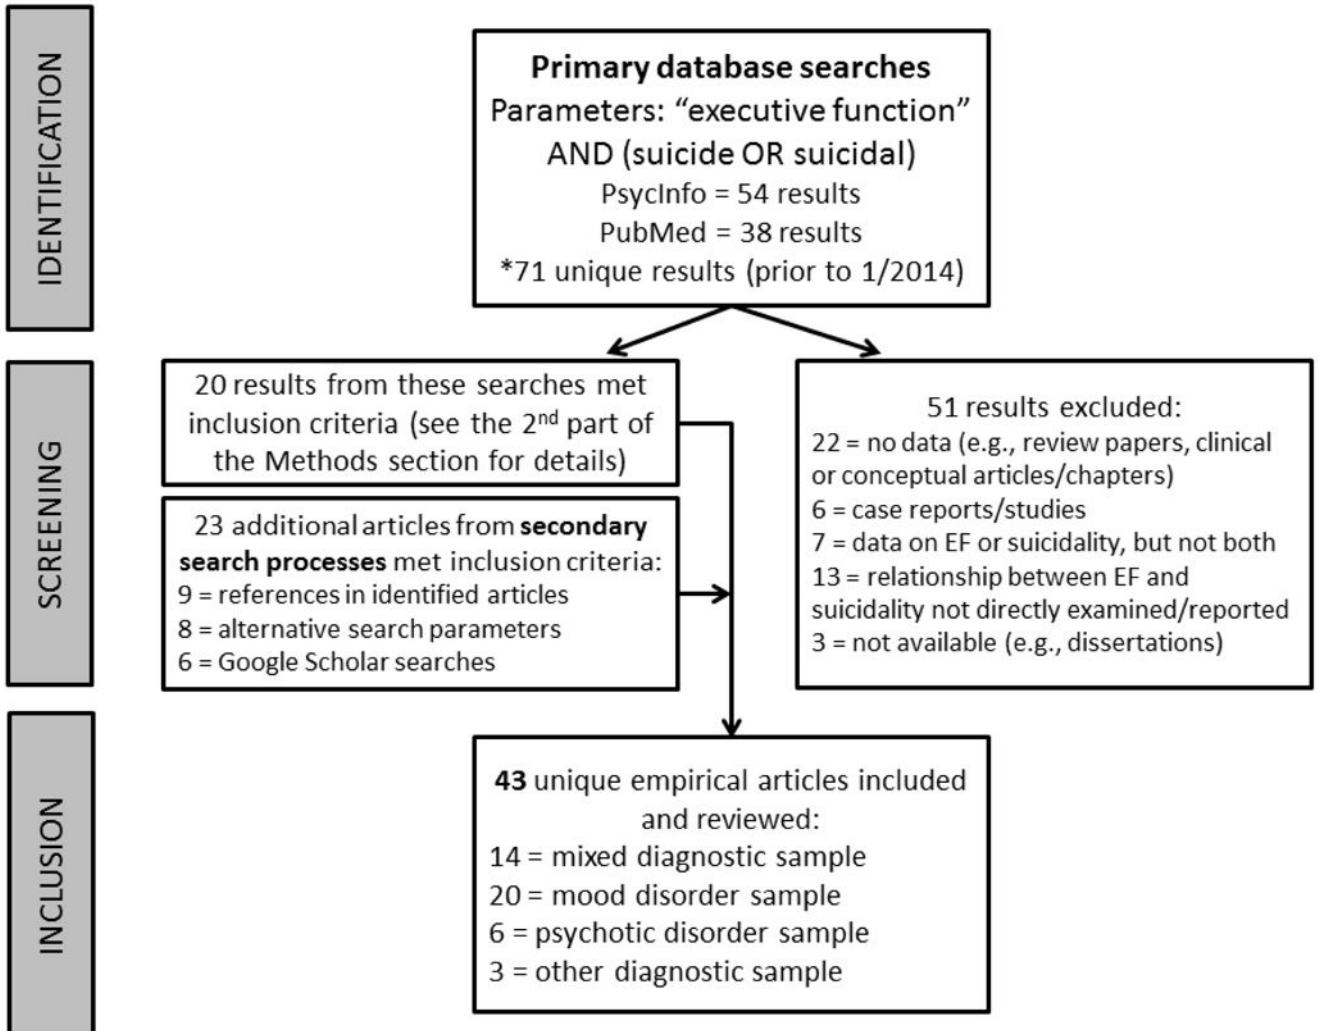 IDENTIFICATION
Primary database searches
Parameters: “executive function”
AND (suicide OR suicidal)
PsycInfo = 54 results
PubMed = 38 results
*71 unique results (prior to 1/2014)
SCREENING
20 results from these searches met
inclusion criteria (see the 2nd part of
the Methods section for details)
23 additional articles from secondary
search processes met inclusion criteria:
9 = references in identified articles
8 = alternative search parameters
6 = Google Scholar searches
51 results excluded:
22 = no data (e.g., review papers, clinical
or conceptual articles/chapters)
6 = case reports/studies
7 = data on EF or suicidality, but not both
13 = relationship between EF and
suicidality not directly examined/reported
3 = not available (e.g., dissertations)
INCLUSION
43 unique empirical articles included
and reviewed:
14 = mixed diagnostic sample
20 = mood disorder sample
6 = psychotic disorder sample
3 = other diagnostic sample